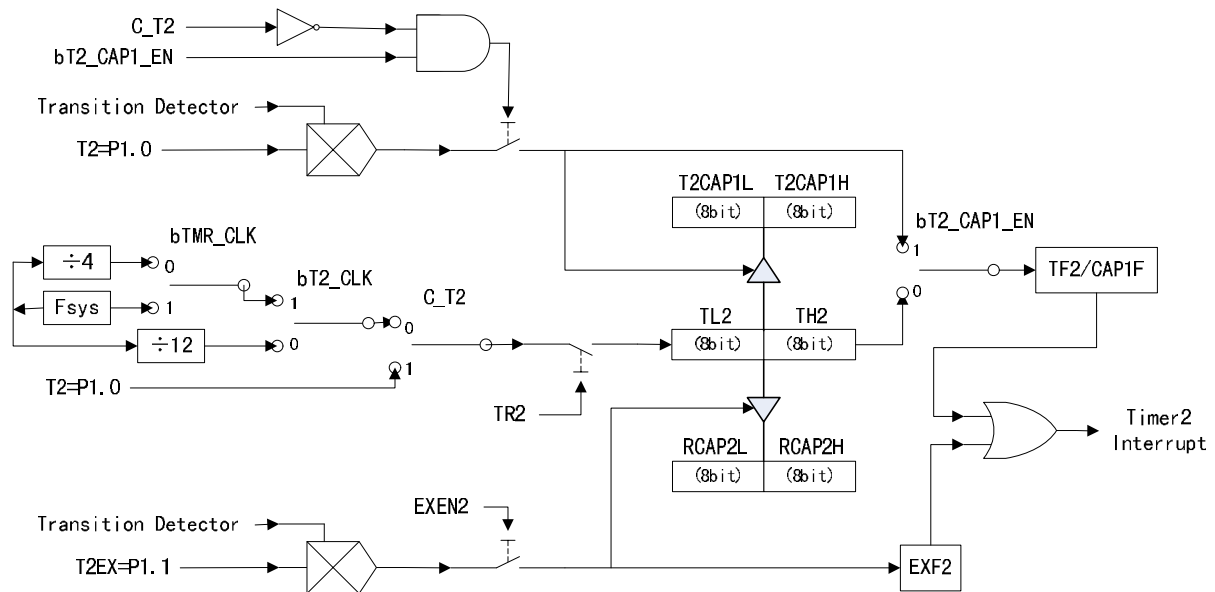 C_T2
bT2_CAP1_EN
Transition Detector
T2=P1.0
T2CAP1L T2CAP1H
(8bit) (8bit)
bT2_CAP1_EN
1
0
TF2/CAP1F
bTMR_CLK
÷4
0
Fsys
1
÷12
bT2_CLK
1
0
C_T2
0
1
T2=P1.0
TR2
TL2 TH2
(8bit) (8bit)
RCAP2L RCAP2H
(8bit) (8bit)
Timer2
Interrupt
EXEN2
Transition Detector
T2EX=P1.1
EXF2